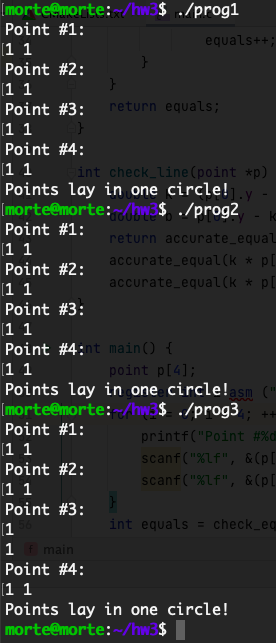 morte@morte:~/hw3$ ./prog1
Point #1:
1 1
Point #2:
1 1
Point #3:
1 1
Point #4:
1 1
Points lay in one circle!
morte@morte:~/hw3$ ./prog2
Point #1:
1 1
Point #2:
1 1
Point #3:
1 1
Point #4:
1 1
Points lay in one circle!
morte@morte:~/hw3$ ./prog3
Point #1:
1 1
Point #2:
1 1
Point #3:
1
1
Point #4:
1 1
Points lay in one circle!
morte@morte:~/hw3$
equals++;
}
}
return equals;
}
int check_line(point *p)
double k =
.y -
double b
return accurate_equal
accurate_equal(k * p[
}
int main() {
point p[4];
printf("Point #%d
scanf("%lf", &(p[
scanf("%lf", &(p[
}
int equals = check_eq
main